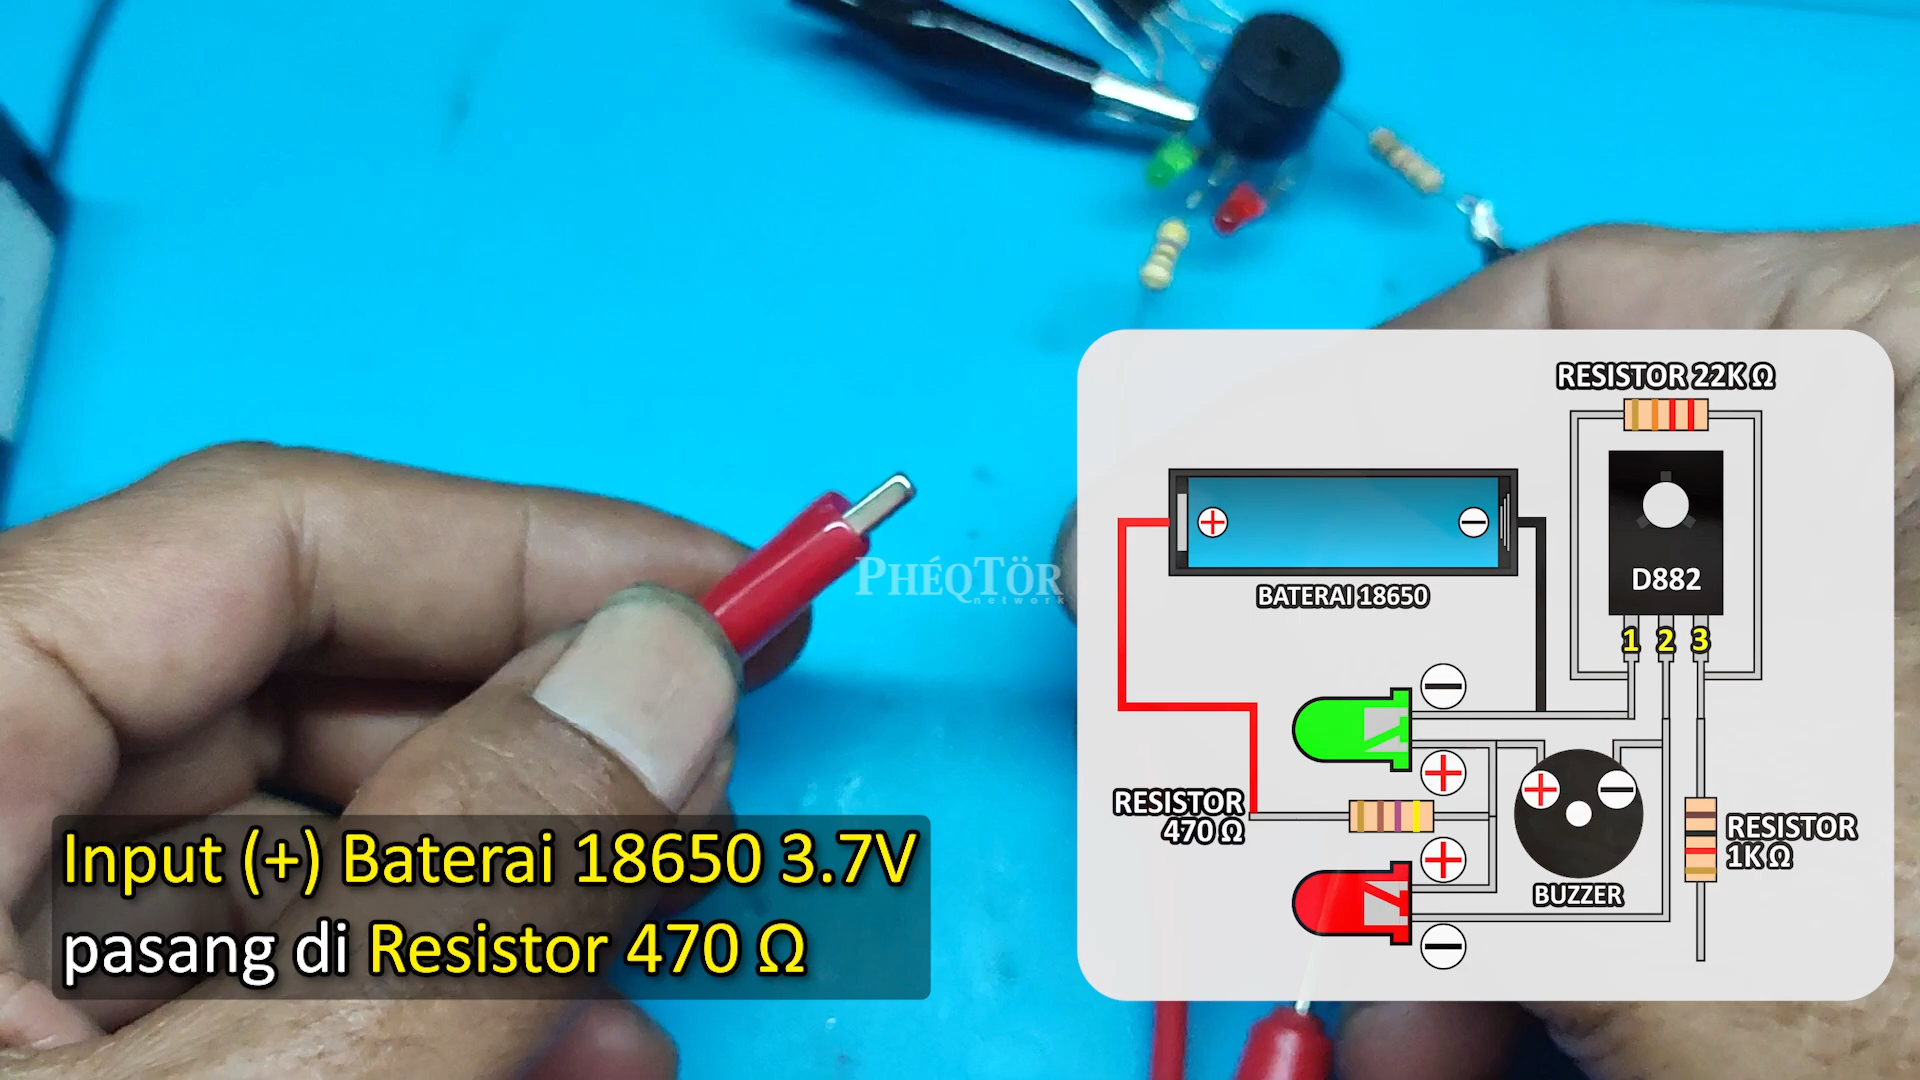 PHÉQTÖR
network
RESISTOR 22K Ω
D882
1 2 3
BATERAI 18650
RESISTOR
470 Ω
RESISTOR
1K Ω
BUZZER
Input (+) Baterai 18650 3.7V
pasang di Resistor 470 Ω